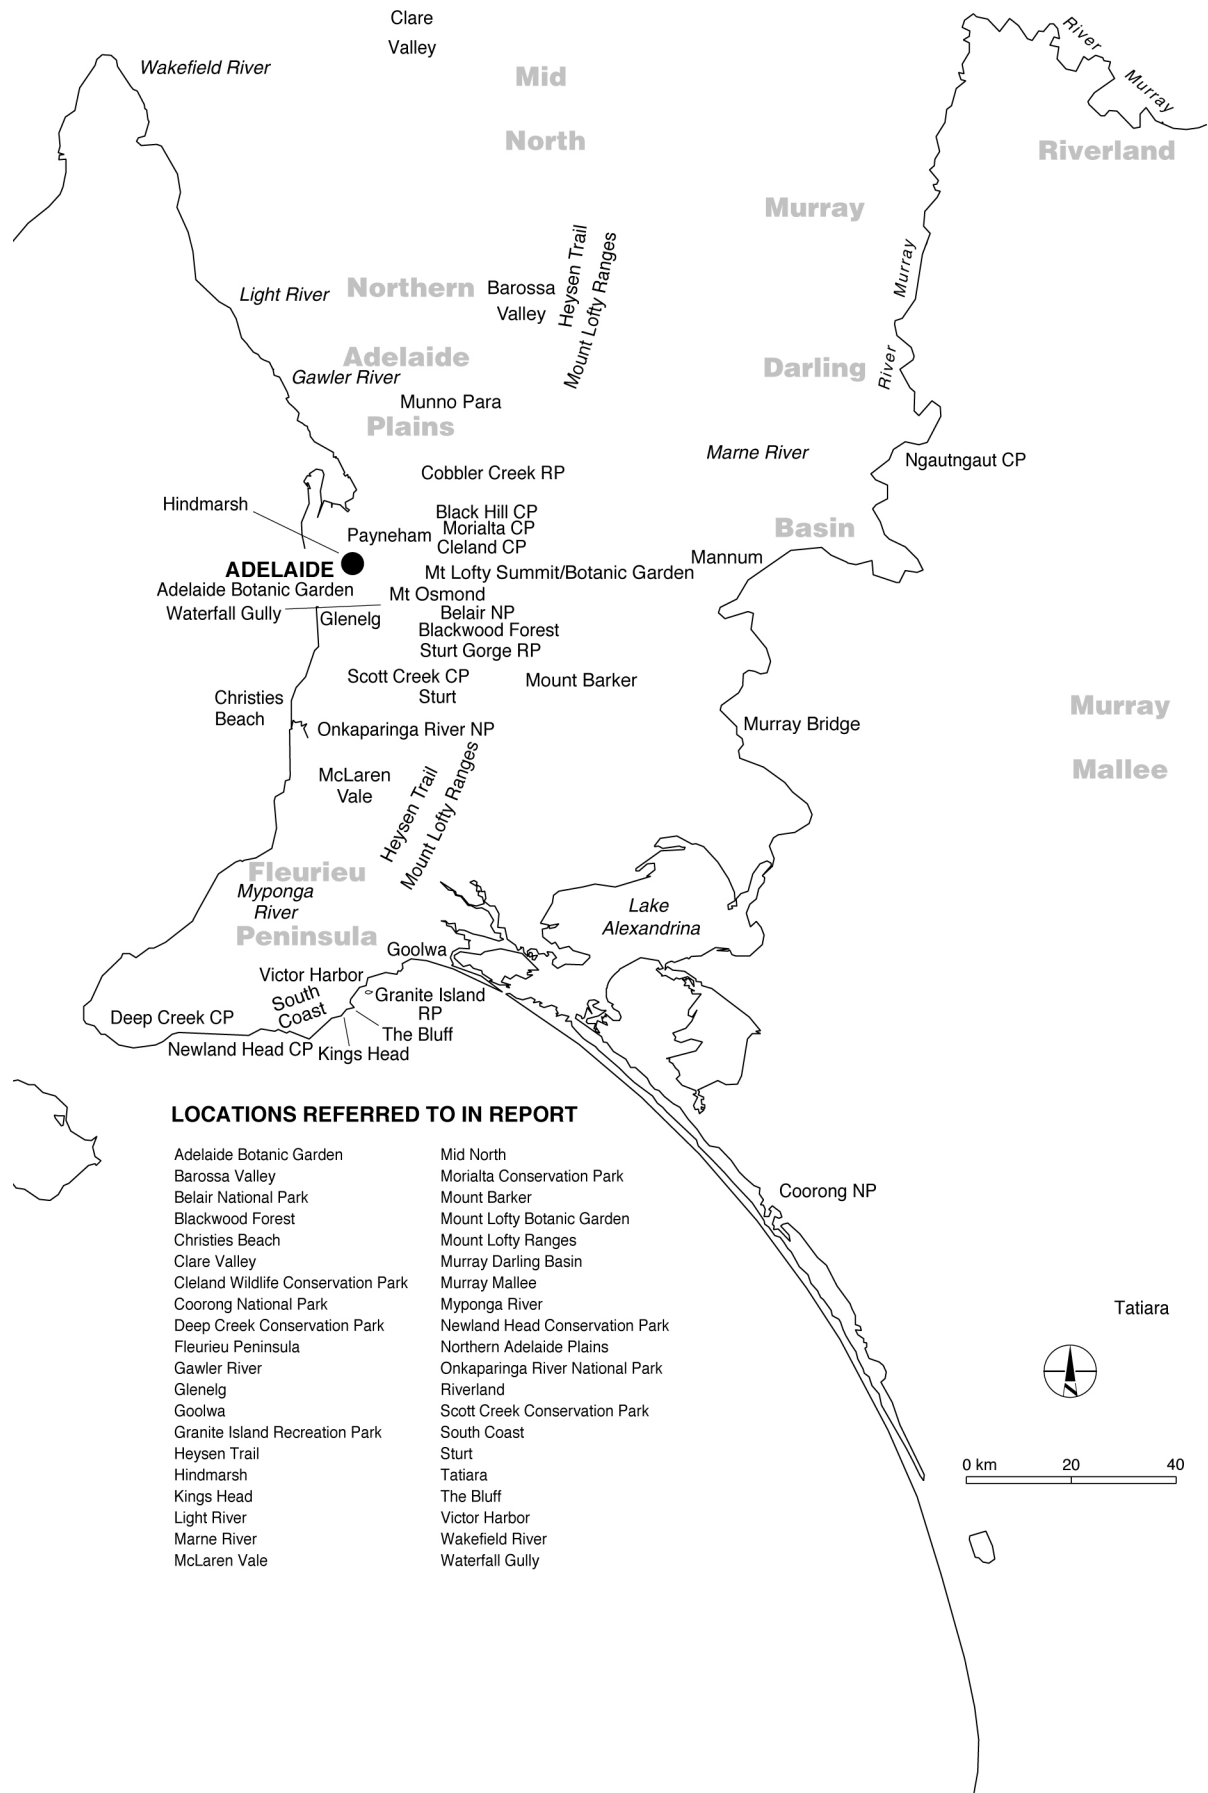 Clare
Valley
Wakefield River
Mid
North
River
Murray
Riverland
Murray
Murray
River
Light River
Northern
Barossa
Valley
Heysen Trail
Mount Lofty Ranges
Adelaide
Gawler River
Darling
Munno Para
Plains
Marne River
Ngautngaut CP
Cobbler Creek RP
Hindmarsh
Black Hill CP
Morialta CP
Payneham
Cleland CP
Basin
Mannum
ADELAIDE
Mt Lofty Summit/Botanic Garden
Adelaide Botanic Garden
Mt Osmond
Waterfall Gully
Glenelg
Belair NP
Blackwood Forest
Sturt Gorge RP
Scott Creek CP
Mount Barker
Sturt
Christies
Beach
Onkaparinga River NP
Murray Bridge
Murray
Mallee
McLaren
Vale
Heysen Trail
Mount Lofty Ranges
Fleurieu
Myponga
River
Peninsula
Lake
Alexandrina
Goolwa
Victor Harbor
South
Coast
Granite Island
RP
Deep Creek CP
The Bluff
Newland Head CP
Kings Head
LOCATIONS REFERRED TO IN REPORT
Adelaide Botanic Garden
Barossa Valley
Belair National Park
Blackwood Forest
Christies Beach
Clare Valley
Cleland Wildlife Conservation Park
Coorong National Park
Deep Creek Conservation Park
Fleurieu Peninsula
Gawler River
Glenelg
Goolwa
Granite Island Recreation Park
Heysen Trail
Hindmarsh
Kings Head
Light River
Marne River
McLaren Vale
Mid North
Morialta Conservation Park
Mount Barker
Mount Lofty Botanic Garden
Mount Lofty Ranges
Murray Darling Basin
Murray Mallee
Myponga River
Newland Head Conservation Park
Northern Adelaide Plains
Onkaparinga River National Park
Riverland
Scott Creek Conservation Park
South Coast
Sturt
Tatiara
The Bluff
Victor Harbor
Wakefield River
Waterfall Gully
Coorong NP
Tatiara
N
0 km 20 40